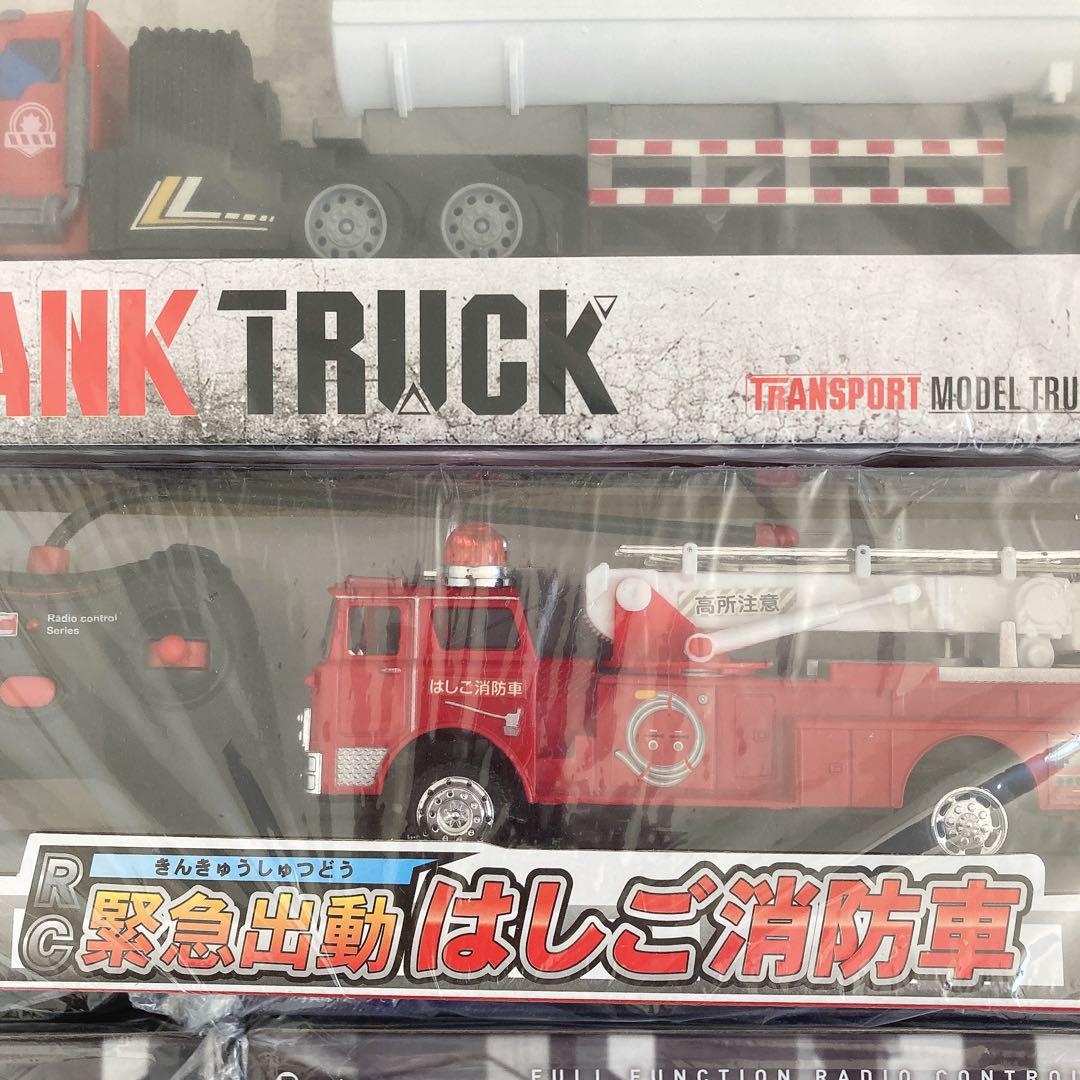 ANK TRUCK
TRANSPORT MODEL TRU
Radio control
Series
高所注意
はしご消防車
RC
きんきゅうしゅつどう
緊急出動 はしご消防車
FULL FUNCTION RADIO CONTROL